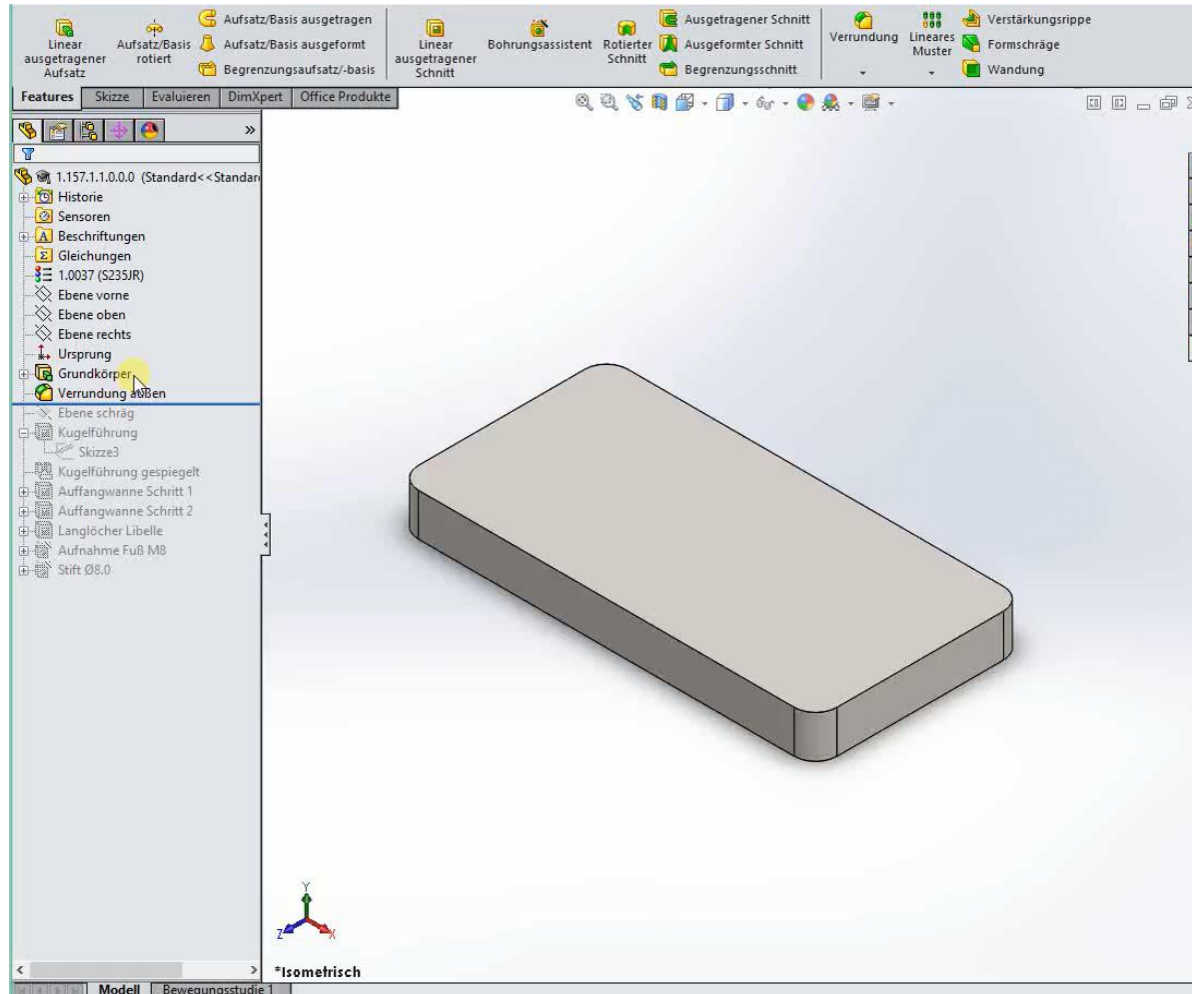 Linear
ausgetragener
Aufsatz
Aufsatz/Basis
rotiert
Aufsatz/Basis ausgetragen
Aufsatz/Basis ausgeformt
Begrenzungsaufsatz/-basis
Linear
ausgetragener
Schnitt
Bohrungsassistent
Rotierter
Schnitt
Ausgetragener Schnitt
Ausgeformter Schnitt
Begrenzungsschnitt
Verrundung
Lineares
Muster
Verstärkungsrippe
Formschräge
Wandung
Features Skizze Evaluieren DimXpert Office Produkte
1.157.1.1.0.0.0 (Standard<<Standar
Historie
Sensoren
Beschriftungen
Gleichungen
1.0037 (S235JR)
Ebene vorne
Ebene oben
Ebene rechts
Ursprung
Grundkörper
Verrundung außen
Ebene schräg
Kugelführung
Skizze3
Kugelführung gespiegelt
Auffangwanne Schritt 1
Auffangwanne Schritt 2
Langlöcher Libelle
Aufnahme Fuß M8
Stift Ø8.0
Y
Z X
*Isometrisch
Modell Bewegungsstudie 1